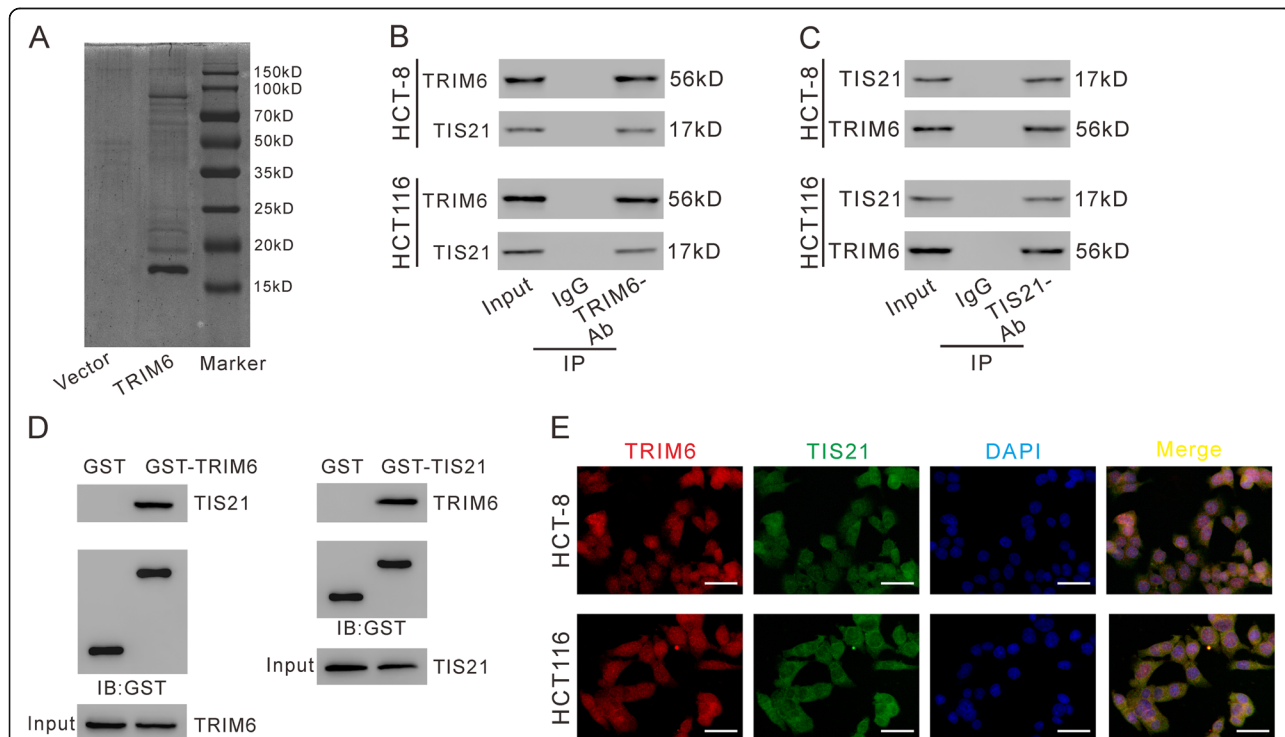 A
150kD
100kD
70kD
50kD
35kD
25kD
20kD
15kD
Vector
TRIM6
Marker
B
HCT-8
TRIM6
56kD
TIS21
17kD
HCT116
TRIM6
56kD
TIS21
17kD
Input
IgG
TRIM6-
Ab
IP
C
HCT-8
TIS21
17kD
TRIM6
56kD
HCT116
TIS21
17kD
TRIM6
56kD
Input
IgG
TIS21-
Ab
IP
D
GST GST-TRIM6
TIS21
IB:GST
Input
TRIM6
GST GST-TIS21
TRIM6
IB:GST
Input
TIS21
E
TRIM6 TIS21 DAPI Merge
HCT-8
HCT116